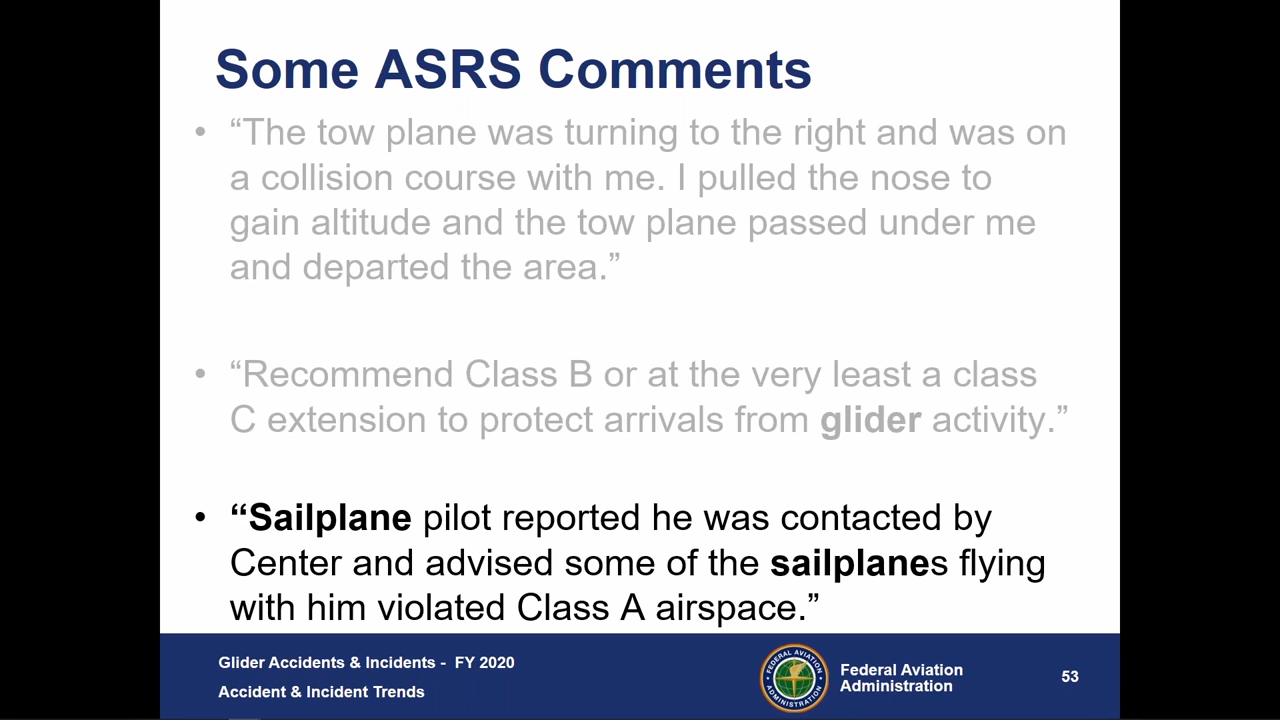 Some ASRS Comments
• “The tow plane was turning to the right and was on
a collision course with me. I pulled the nose to
gain altitude and the tow plane passed under me
and departed the area.”
• “Recommend Class B or at the very least a class
C extension to protect arrivals from glider activity.”
• “Sailplane pilot reported he was contacted by
Center and advised some of the sailplanes flying
with him violated Class A airspace.”
Glider Accidents & Incidents - FY 2020
Accident & Incident Trends
FEDERAL AVIATION
ADMINISTRATION
Federal Aviation
Administration
53